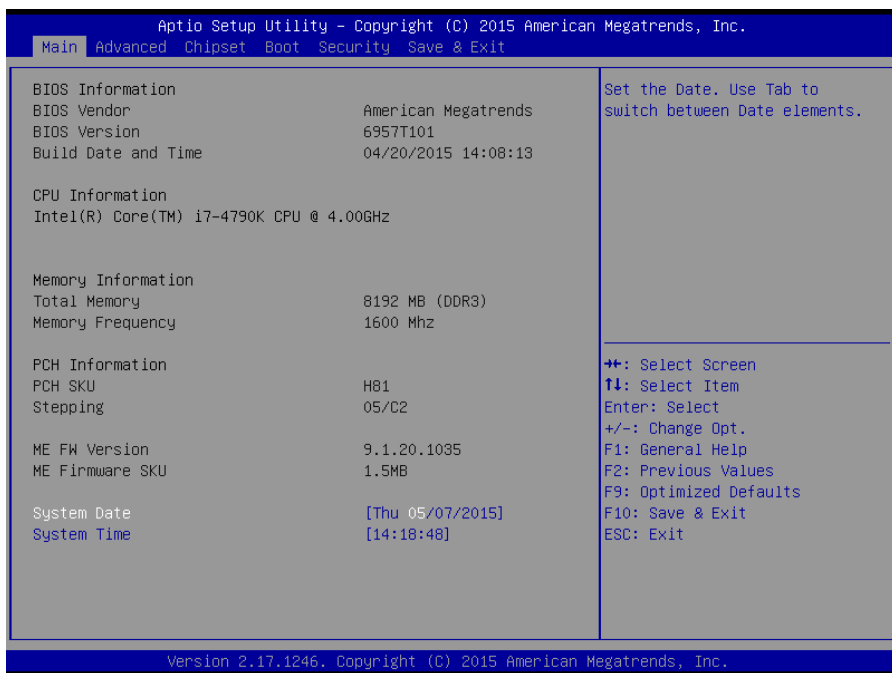 Aptio Setup Utility – Copyright (C) 2015 American Megatrends, Inc.
Main Advanced Chipset Boot Security Save & Exit
BIOS Information
BIOS Vendor American Megatrends
BIOS Version 6957T101
Build Date and Time 04/20/2015 14:08:13
CPU Information
Intel(R) Core(TM) i7-4790K CPU @ 4.00GHz
Memory Information
Total Memory 8192 MB (DDR3)
Memory Frequency 1600 Mhz
PCH Information
PCH SKU H81
Stepping 05/C2
ME FW Version 9.1.20.1035
ME Firmware SKU 1.5MB
System Date [Thu 05/07/2015]
System Time [14:18:48]
Set the Date. Use Tab to
switch between Date elements.
→←: Select Screen
↑↓: Select Item
Enter: Select
+/-: Change Opt.
F1: General Help
F2: Previous Values
F9: Optimized Defaults
F10: Save & Exit
ESC: Exit
Version 2.17.1246. Copyright (C) 2015 American Megatrends, Inc.